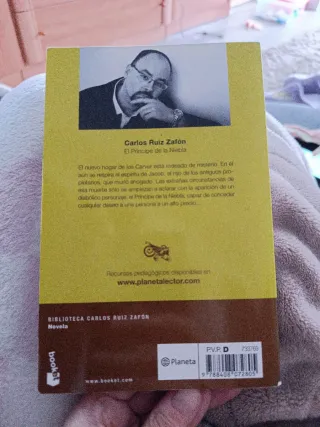 Carlos Ruiz Zafón
El Príncipe de la Niebla
El nuevo hogar de los Carver está rodeado de misterio. En él
aún se respira el espíritu de Jacob, el hijo de los antiguos pro-
pietarios, que murió ahogado. Las extrañas circunstancias de
esa muerte sólo se empiezan a aclarar con la aparición de un
diabólico personaje: el Príncipe de la Niebla, capaz de conceder
cualquier deseo a una persona a un alto precio.
Recursos pedagógicos disponibles en
www.planetalector.com
BIBLIOTECA CARLOS RUIZ ZAFÓN
Novela
booket
www.booket.com
Planeta
P.V.P. D
9788408072805